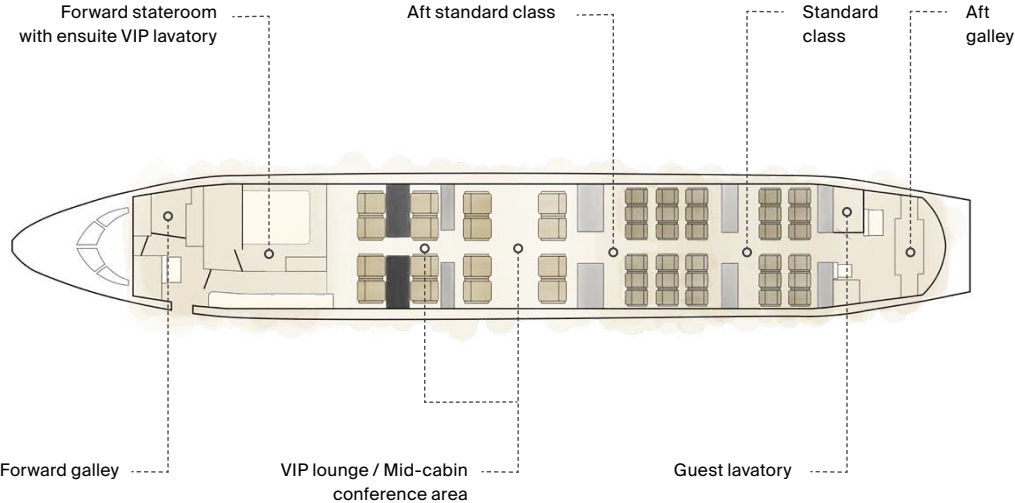 Forward stateroom
with ensuite VIP lavatory
Aft standard class
Standard
class
Aft
galley
Forward galley
VIP lounge / Mid-cabin
conference area
Guest lavatory